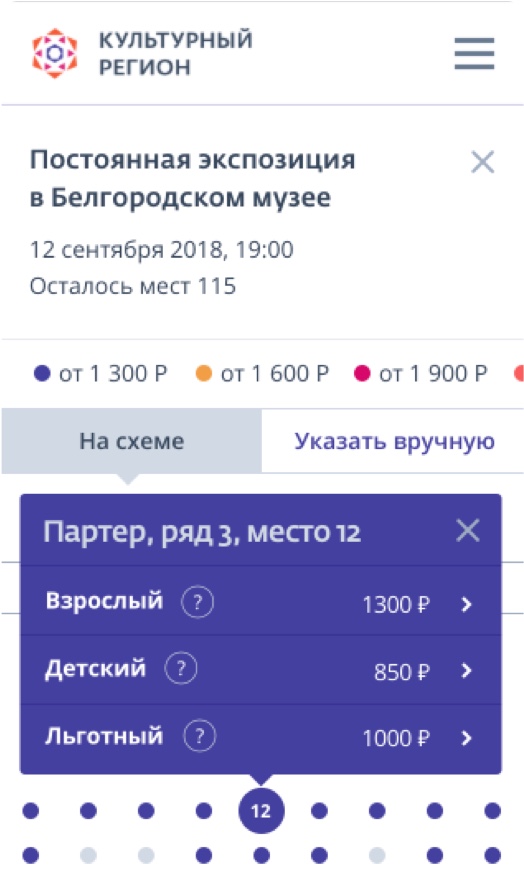 КУЛЬТУРНЫЙ
РЕГИОН
Постоянная экспозиция
в Белгородском музее
12 сентября 2018, 19:00
Осталось мест 115
от 1 300 Р от 1 600 Р от 1 900 Р
На схеме Указать вручную
Партер, ряд 3, место 12
Взрослый ? 1300 ₽
Детский ? 850 ₽
Льготный ? 1000 ₽
12